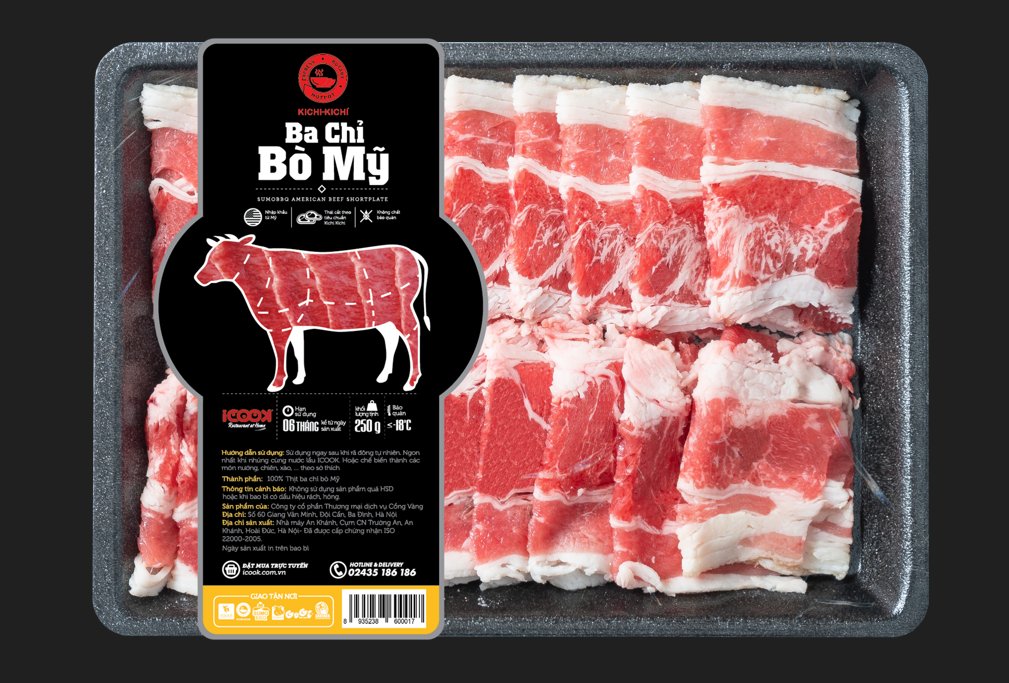 CHINESE BUFFET
HOTPOT
KICHI-KICHI
Ba Chỉ
Bò Mỹ
SUMOBBQ AMERICAN BEEF SHORTPLATE
Nhập khẩu
từ Mỹ
Thái cắt theo
tiêu chuẩn
Kichi Kichi
Không chất
bảo quản
iCOOK
Restaurant at Home
Hạn
sử dụng
06 THÁNG kể từ ngày
sản xuất
khối
lượng tịnh
250 g
Bảo
quản
≤-18°C
Hướng dẫn sử dụng: Sử dụng ngay sau khi rã đông tự nhiên. Ngon
nhất khi nhúng cùng nước lẩu ICOOK. Hoặc chế biến thành các
món nướng, chiên, xào, ... theo sở thích
Thành phần: 100% Thịt ba chỉ bò Mỹ
Thông tin cảnh báo: Không sử dụng sản phẩm quá HSD
hoặc khi bao bì có dấu hiệu rách, hỏng.
Sản phẩm của: Công ty cổ phần Thương mại dịch vụ Cổng Vàng
Địa chỉ: Số 60 Giang Văn Minh, Đội Cấn, Ba Đình, Hà Nội
Địa chỉ sản xuất: Nhà máy An Khánh, Cụm CN Trường An, An
Khánh, Hoài Đức, Hà Nội- Đã được cấp chứng nhận ISO
22000-2005.
Ngày sản xuất in trên bao bì
ĐẶT MUA TRỰC TUYẾN
icook.com.vn
HOTLINE & DELIVERY
02435 186 186
GIAO TẬN NƠI
8 935238 600017